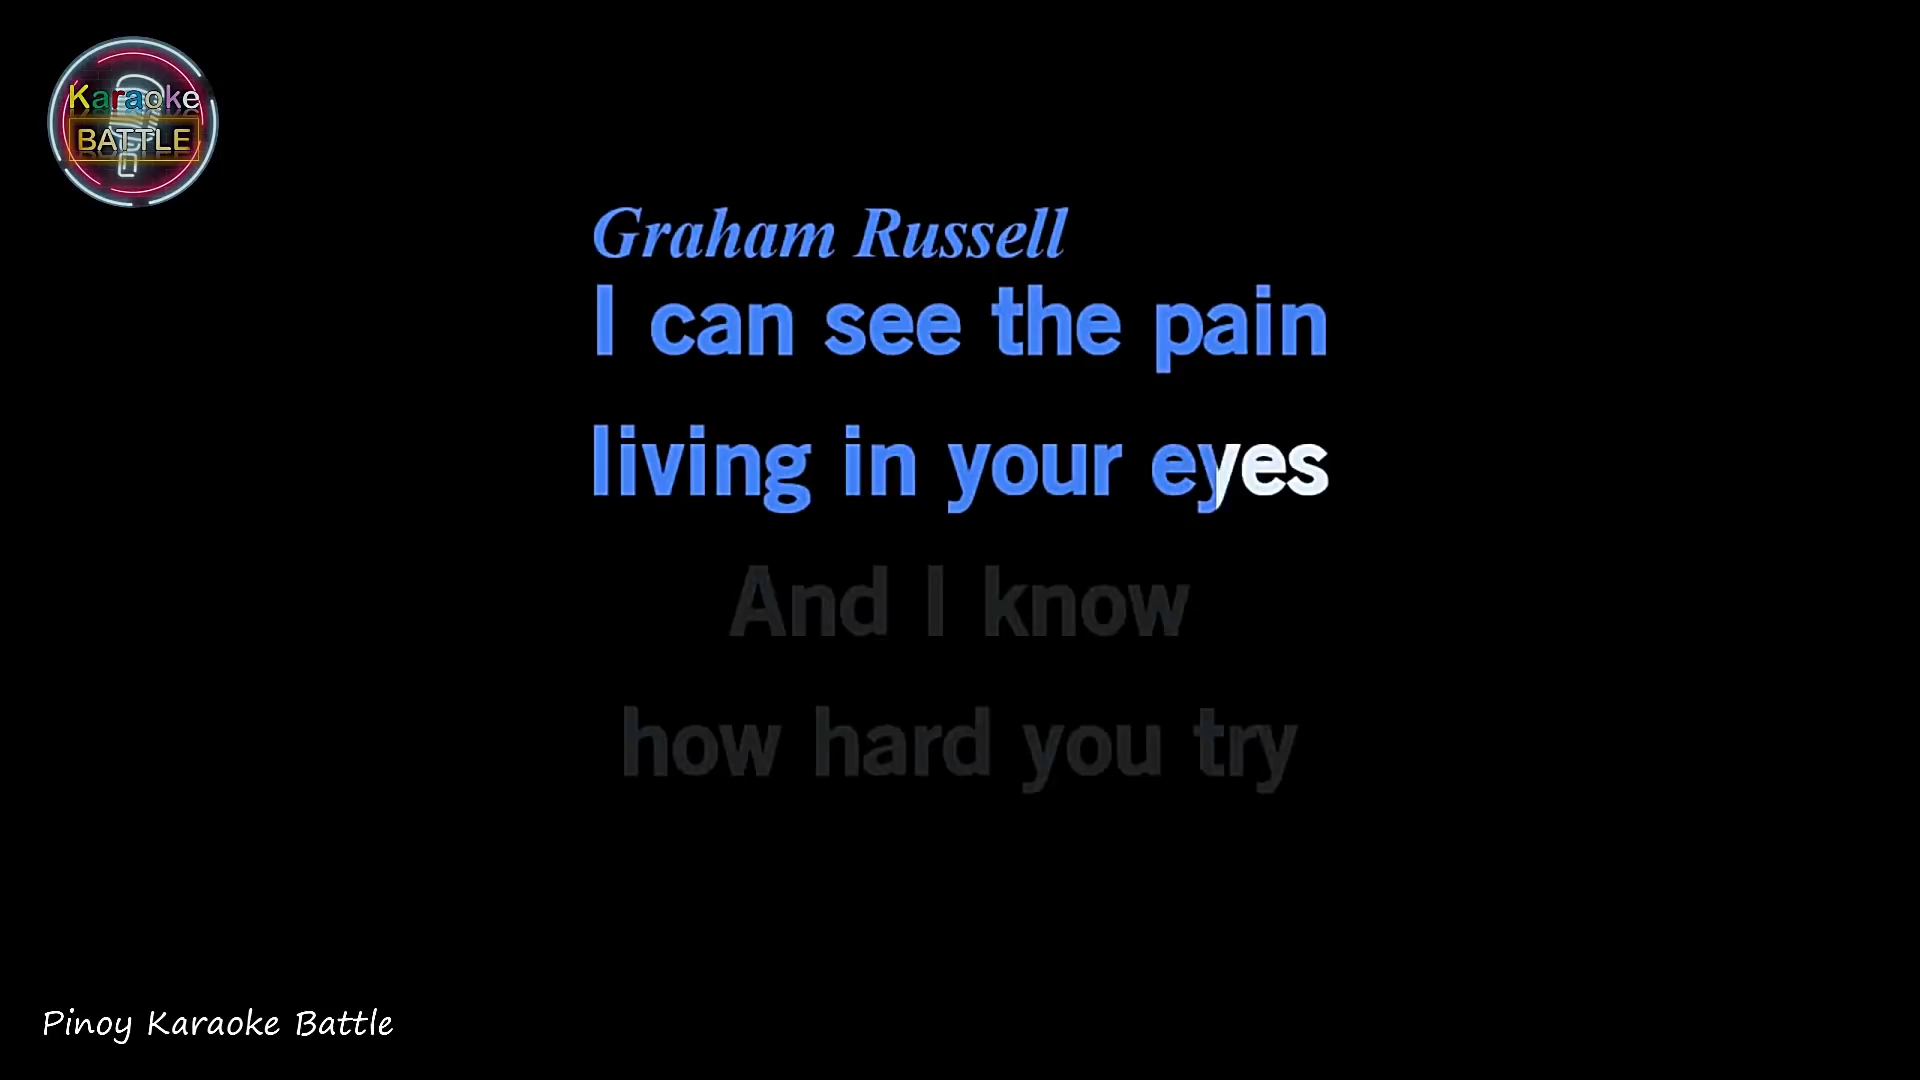 Karaoke
BATTLE
Graham Russell
I can see the pain
living in your eyes
And I know
how hard you try
Pinoy Karaoke Battle